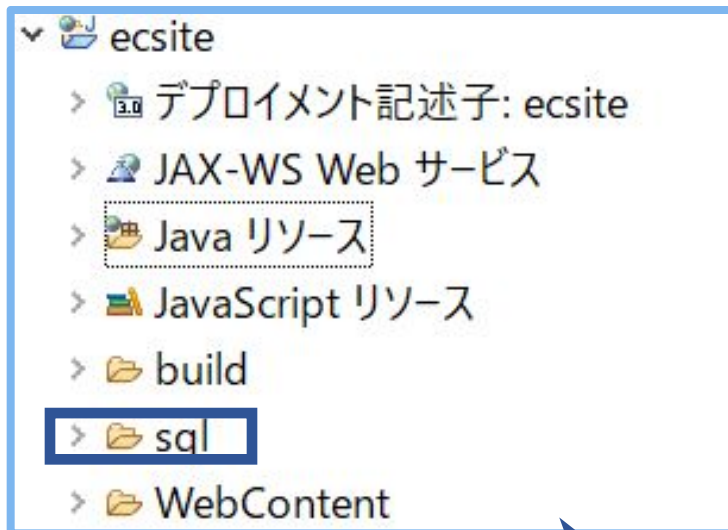 ecsite
デプロイメント記述子: ecsite
JAX-WS Web サービス
Java リソース
JavaScript リソース
build
sql
WebContent